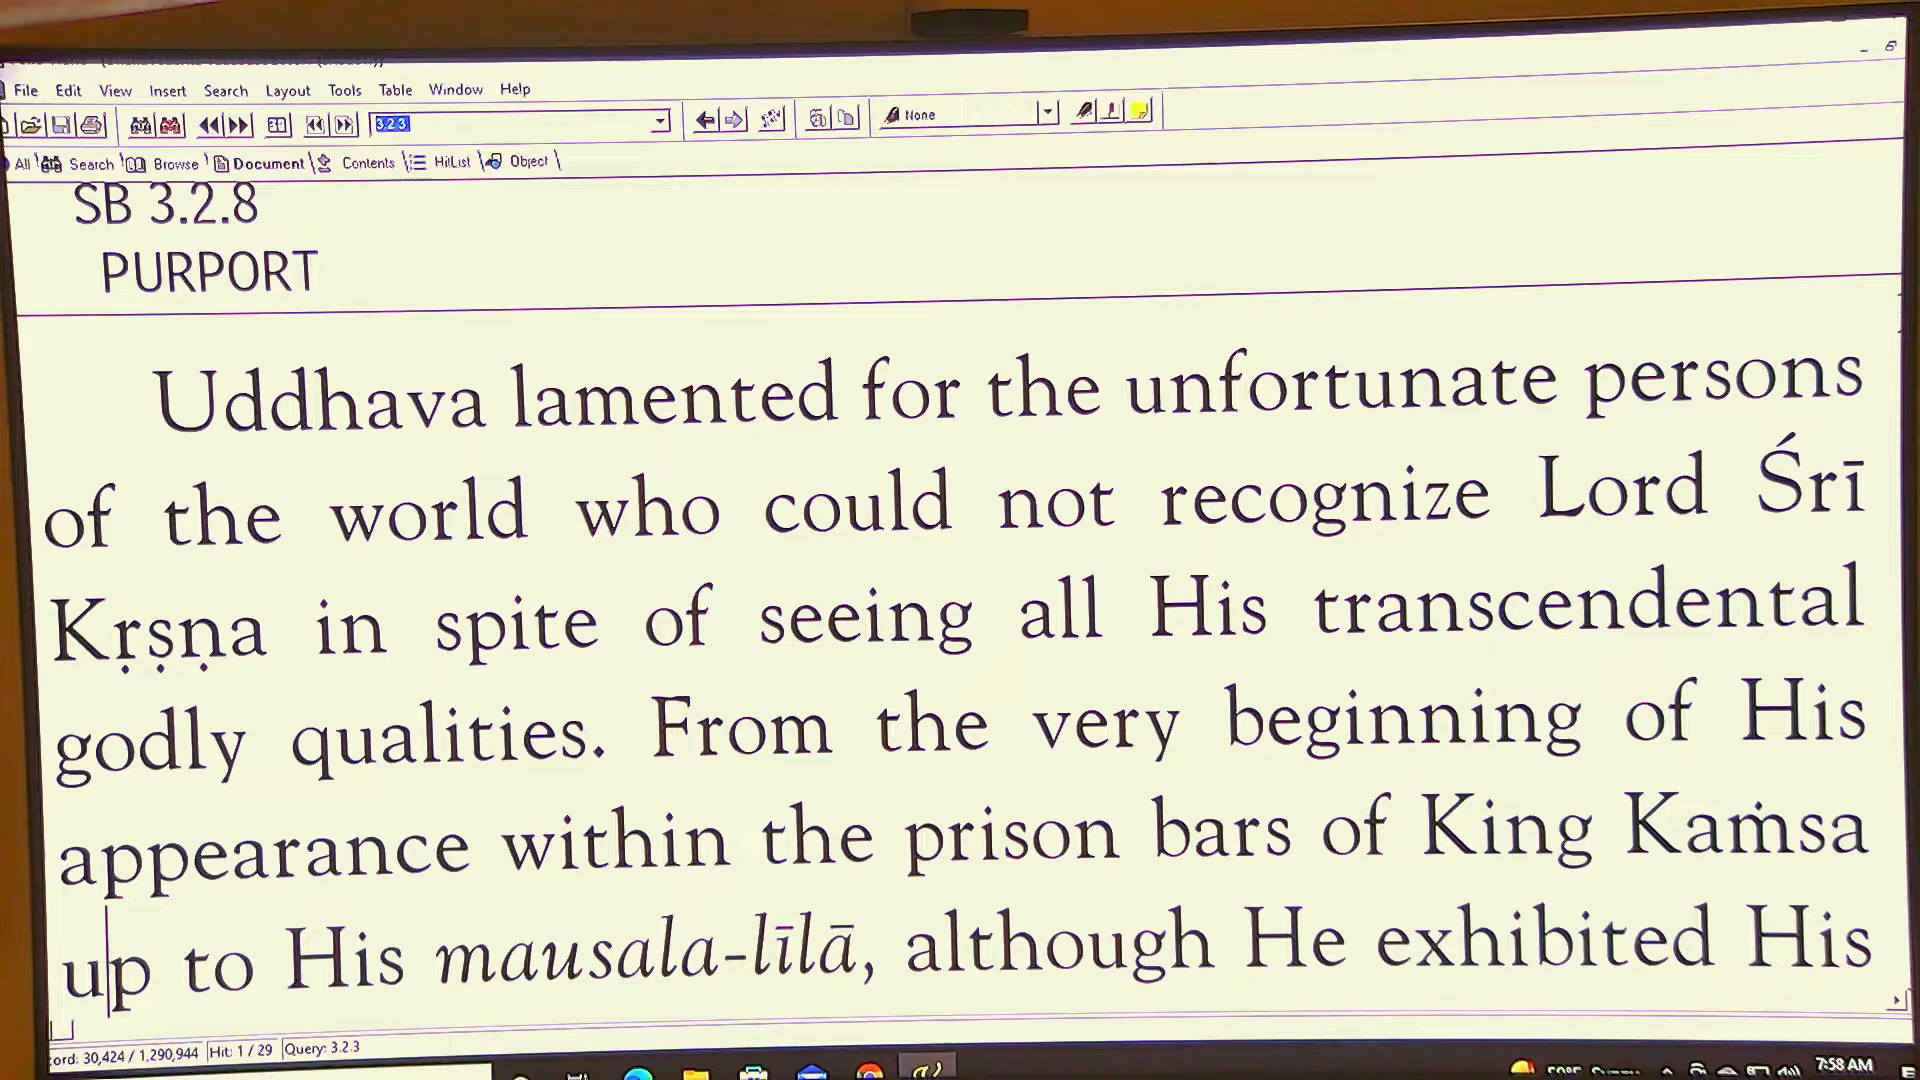 File Edit View Insert Search Layout Tools Table Window Help
3.2.3 None
All Search Browse Document Contents HitList Object
SB 3.2.8
PURPORT
Uddhava lamented for the unfortunate persons
of the world who could not recognize Lord Śrī
Kṛṣṇa in spite of seeing all His transcendental
godly qualities. From the very beginning of His
appearance within the prison bars of King Kaṁsa
up to His mausala-līlā, although He exhibited His
ord: 30,424 / 1,290,944 Hit: 1 / 29 Query: 3.2.3
7:58 AM